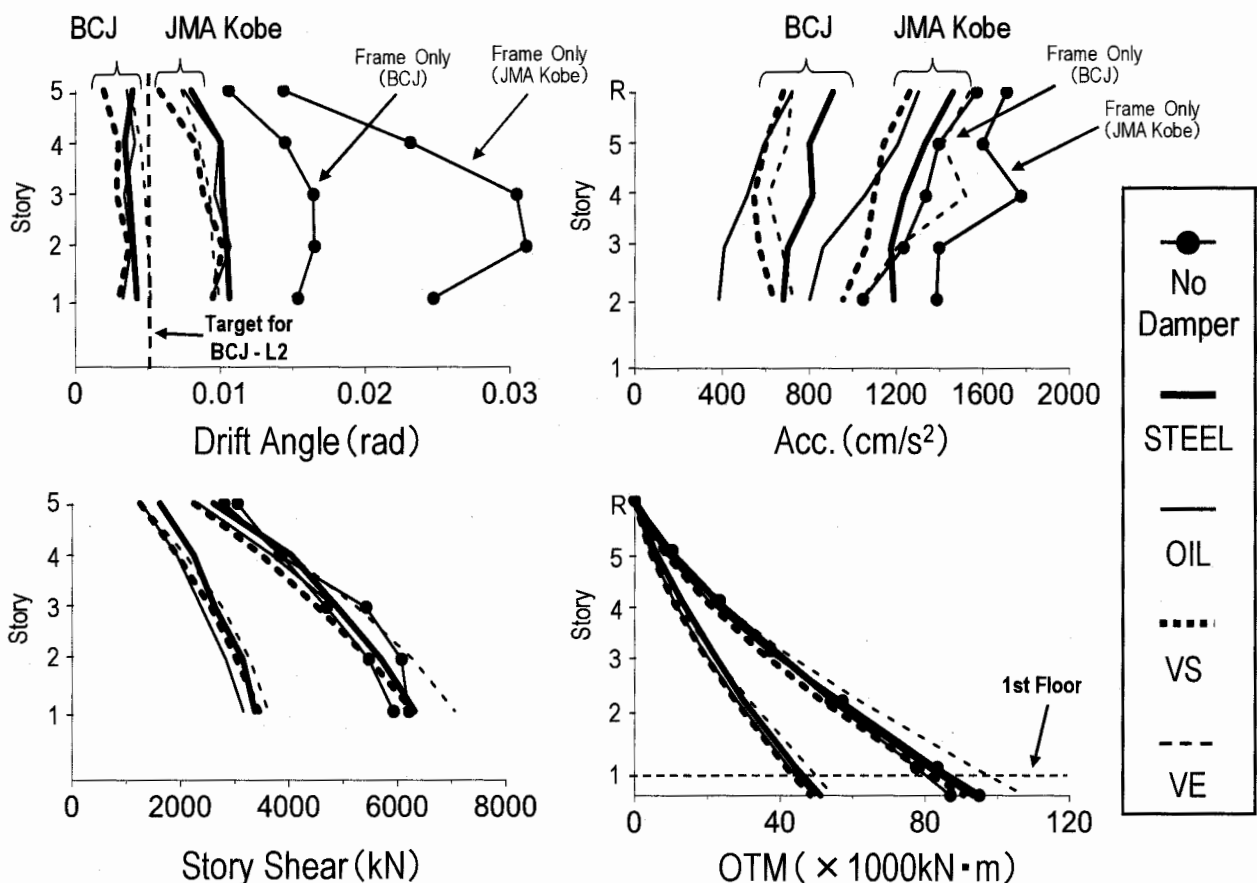 BCJ
JMA Kobe
Frame Only
(BCJ)
Frame Only
(JMA Kobe)
5
4
3
2
1
Story
Target for
BCJ - L2
0
0.01
0.02
0.03
Drift Angle (rad)
BCJ
JMA Kobe
Frame Only
(BCJ)
Frame Only
(JMA Kobe)
R
5
4
3
2
1
Story
400
800
1200
1600
2000
Acc. (cm/s²)
5
4
3
2
1
Story
0
2000
4000
6000
8000
Story Shear (kN)
R
5
4
3
2
1
Story
1st Floor
0
40
80
120
OTM ( × 1000kN・m)
No
Damper
STEEL
OIL
VS
VE